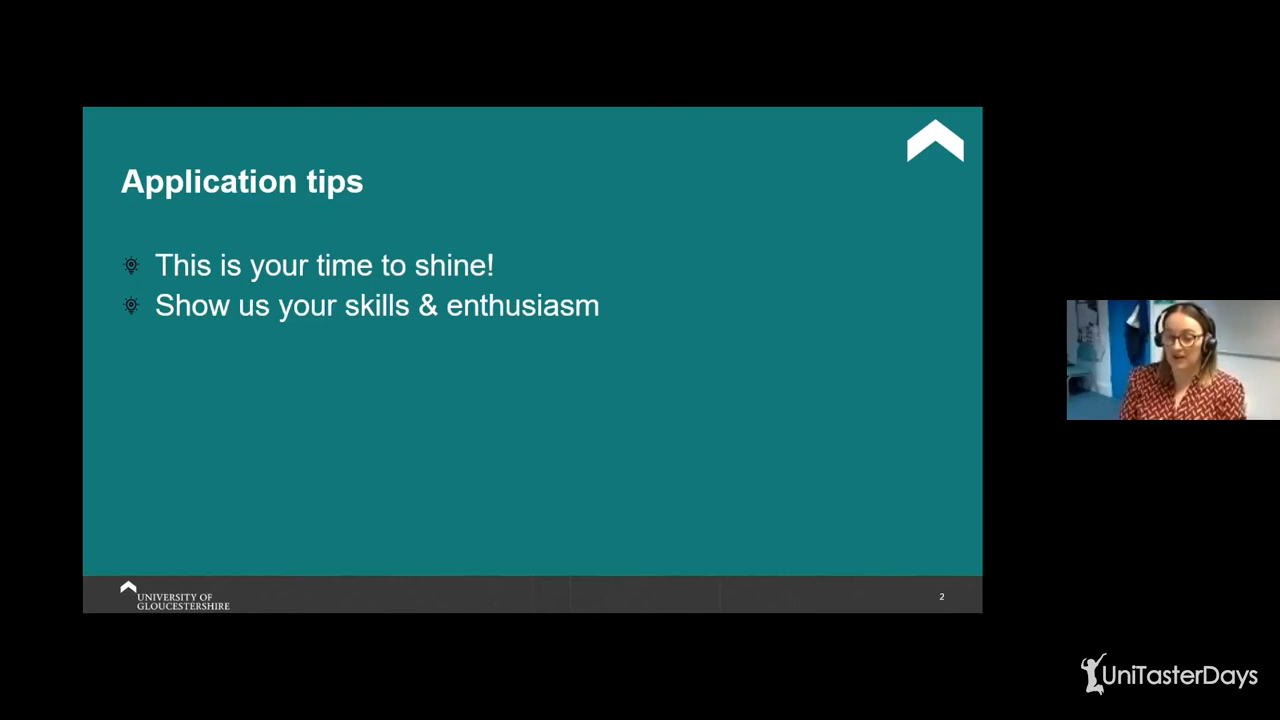 Application tips
This is your time to shine!
Show us your skills & enthusiasm
UNIVERSITY OF
GLOUCESTERSHIRE
2
UniTasterDays